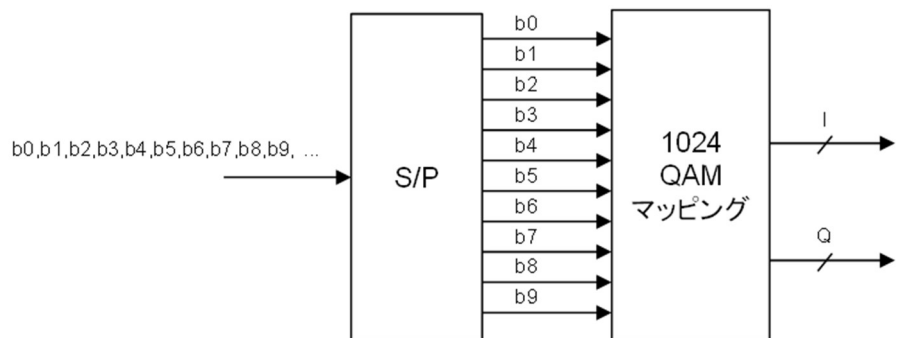 b0,b1,b2,b3,b4,b5,b6,b7,b8,b9, ...
S/P
b0
b1
b2
b3
b4
b5
b6
b7
b8
b9
1024
QAM
マッピング
I
Q